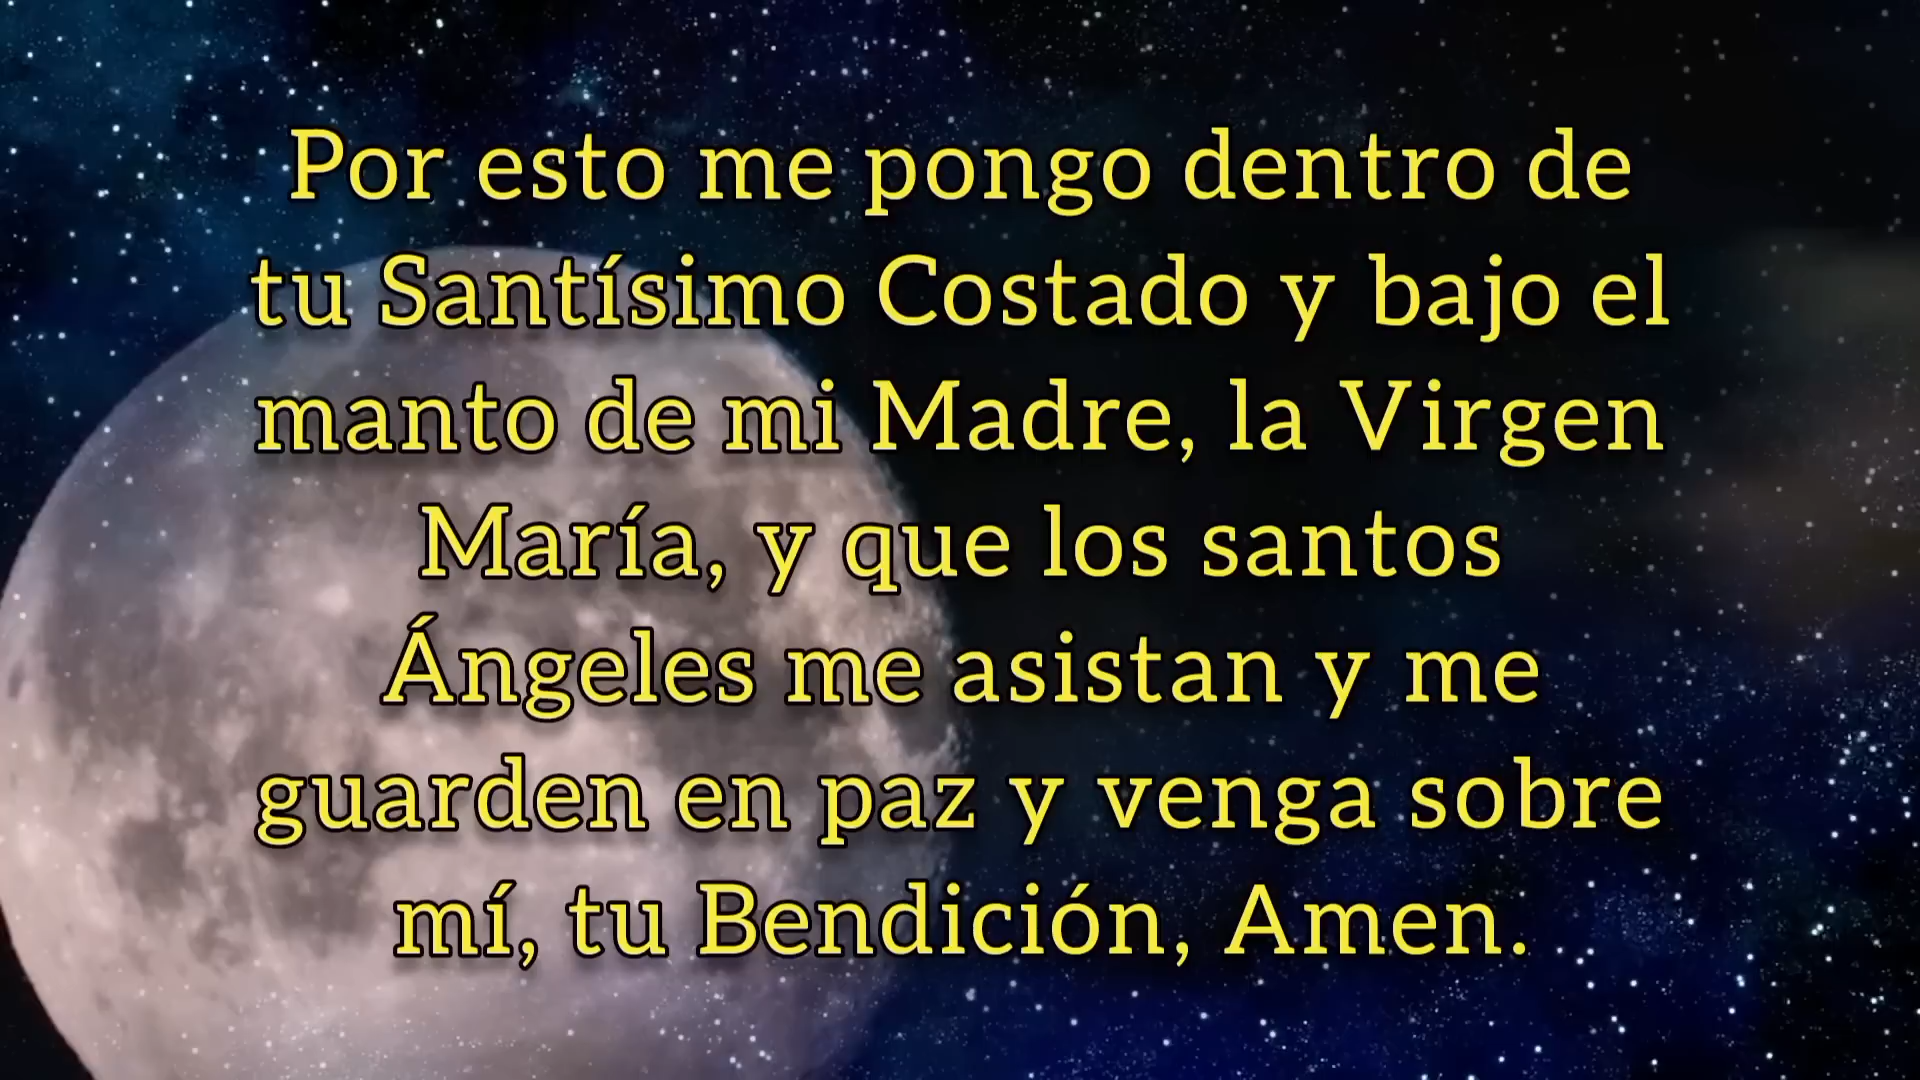 Por esto me pongo dentro de
tu Santísimo Costado y bajo el
manto de mi Madre, la Virgen
María, y que los santos
Ángeles me asistan y me
guarden en paz y venga sobre
mí, tu Bendición, Amen.